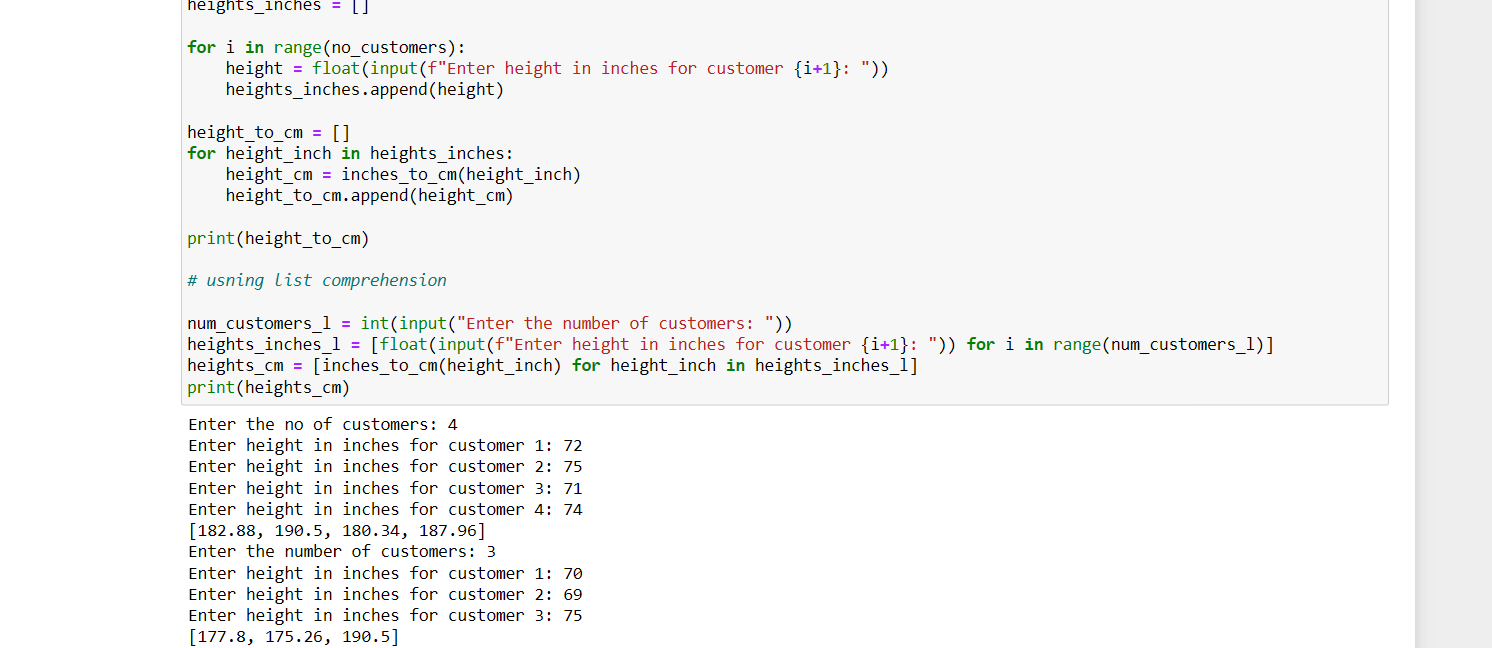 heights_inches = []
for i in range(no_customers):
    height = float(input(f"Enter height in inches for customer {i+1}: "))
    heights_inches.append(height)
height_to_cm = []
for height_inch in heights_inches:
    height_cm = inches_to_cm(height_inch)
    height_to_cm.append(height_cm)
print(height_to_cm)
# usning list comprehension
num_customers_l = int(input("Enter the number of customers: "))
heights_inches_l = [float(input(f"Enter height in inches for customer {i+1}: ")) for i in range(num_customers_l)]
heights_cm = [inches_to_cm(height_inch) for height_inch in heights_inches_l]
print(heights_cm)
Enter the no of customers: 4
Enter height in inches for customer 1: 72
Enter height in inches for customer 2: 75
Enter height in inches for customer 3: 71
Enter height in inches for customer 4: 74
[182.88, 190.5, 180.34, 187.96]
Enter the number of customers: 3
Enter height in inches for customer 1: 70
Enter height in inches for customer 2: 69
Enter height in inches for customer 3: 75
[177.8, 175.26, 190.5]